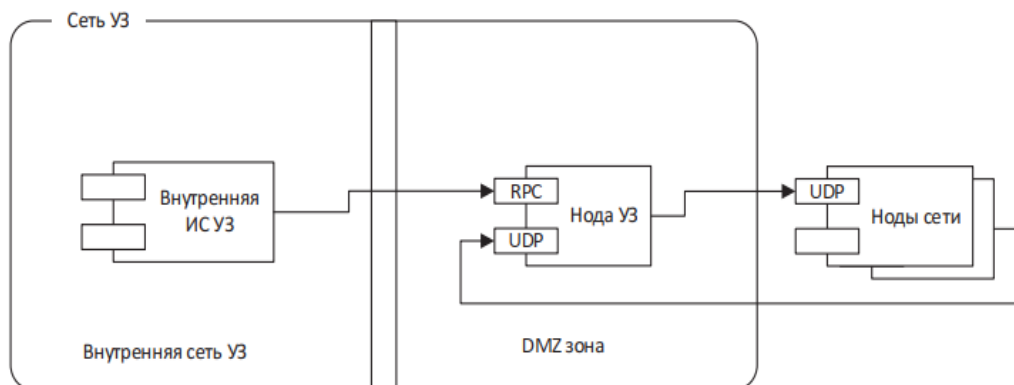 Сеть УЗ
Внутренняя
ИС УЗ
RPC
Нода УЗ
UDP
UDP
Ноды сети
Внутренняя сеть УЗ
DMZ зона